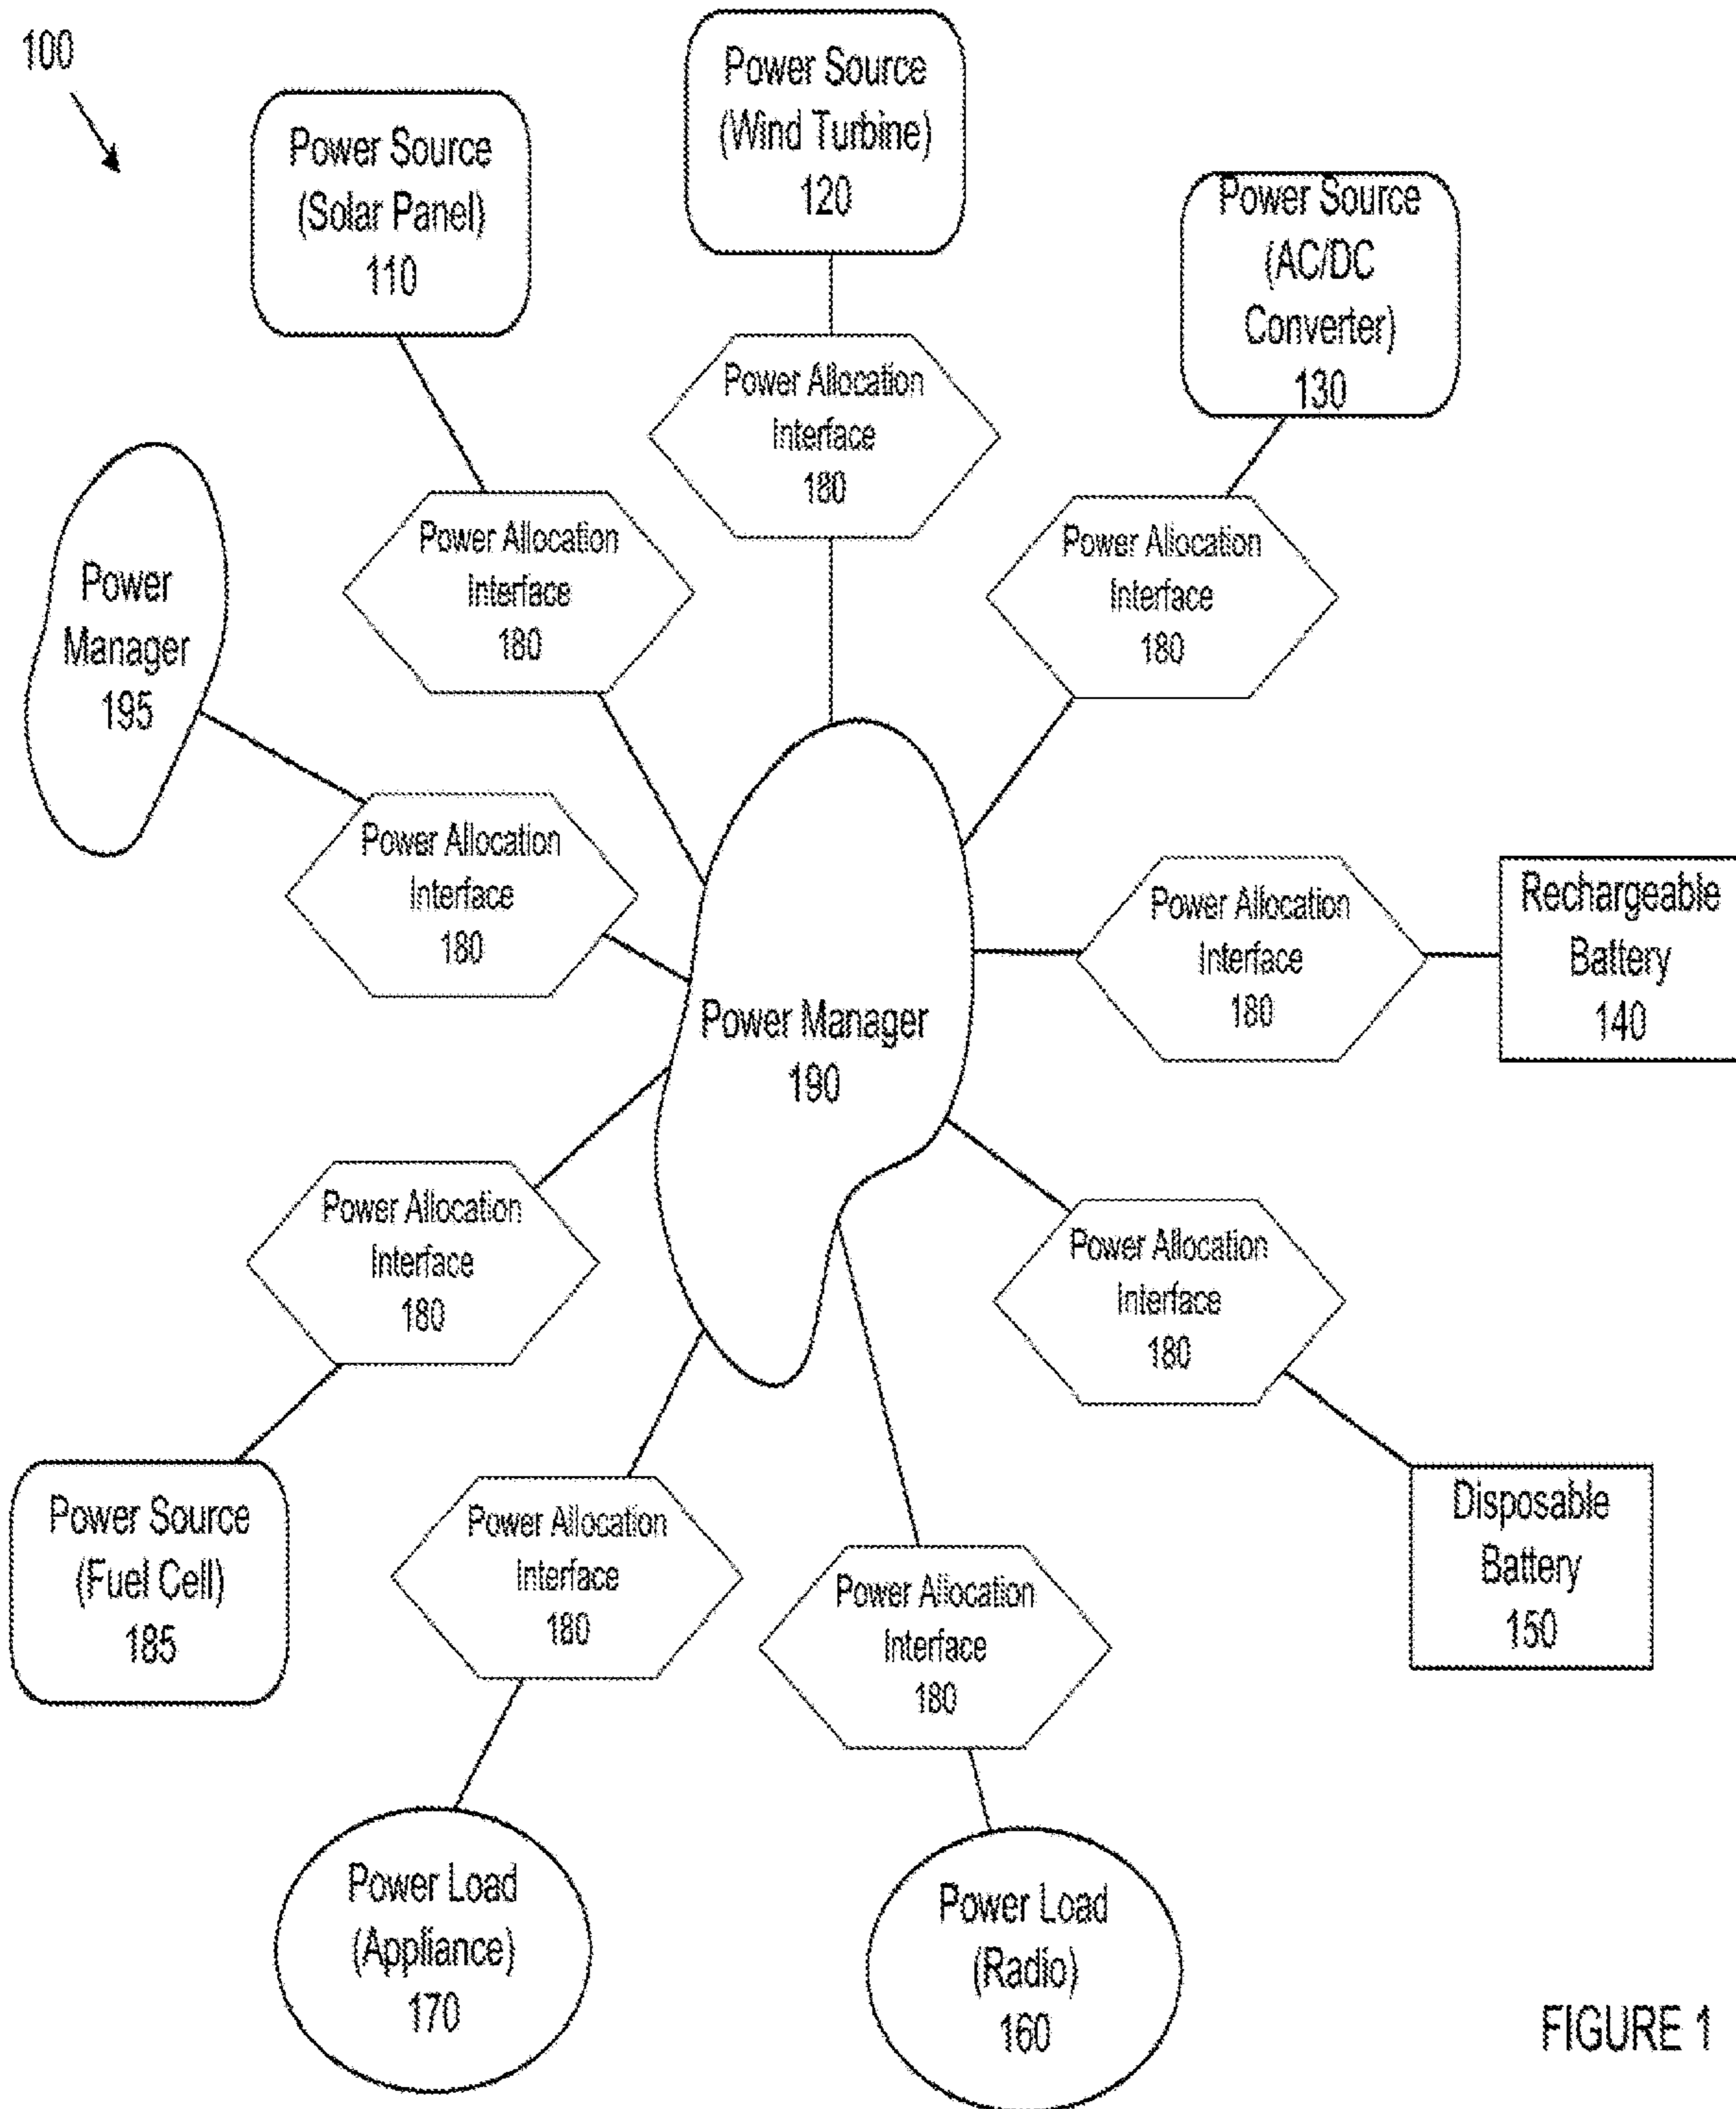 100
Power Source
(Solar Panel)
110
Power Source
(Wind Turbine)
120
Power Source
(AC/DC
Converter)
130
Power Allocation
Interface
180
Power Allocation
Interface
180
Power Allocation
Interface
180
Power
Manager
195
Power Allocation
Interface
180
Power Manager
190
Power Allocation
Interface
180
Rechargeable
Battery
140
Power Allocation
Interface
180
Power Allocation
Interface
180
Power Source
(Fuel Cell)
185
Power Allocation
Interface
180
Power Allocation
Interface
180
Disposable
Battery
150
Power Load
(Appliance)
170
Power Load
(Radio)
160
FIGURE 1